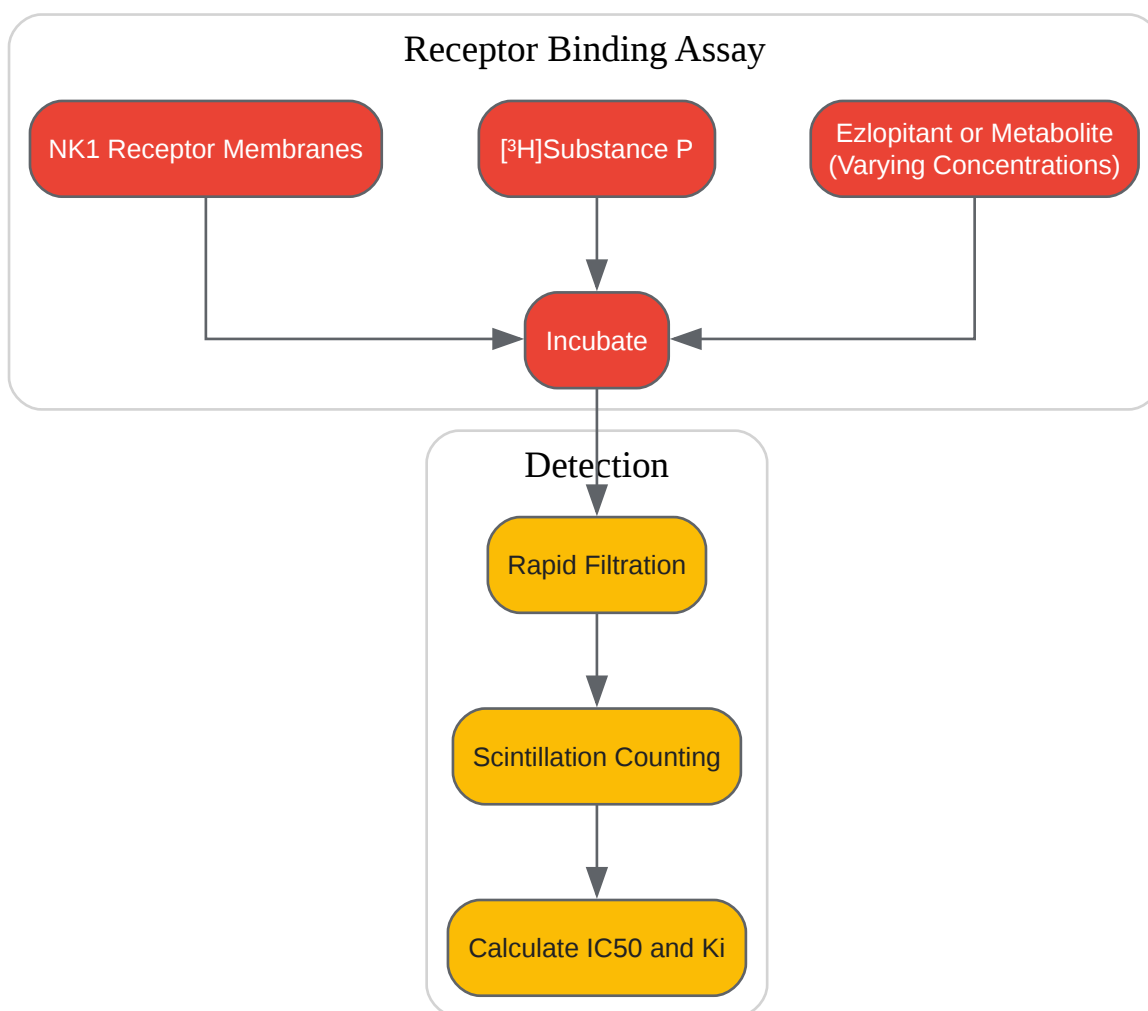 Receptor Binding Assay
NK1 Receptor Membranes
[³H]Substance P
Ezlopitant or Metabolite
(Varying Concentrations)
Incubate
Detection
Rapid Filtration
Scintillation Counting
Calculate IC50 and Ki